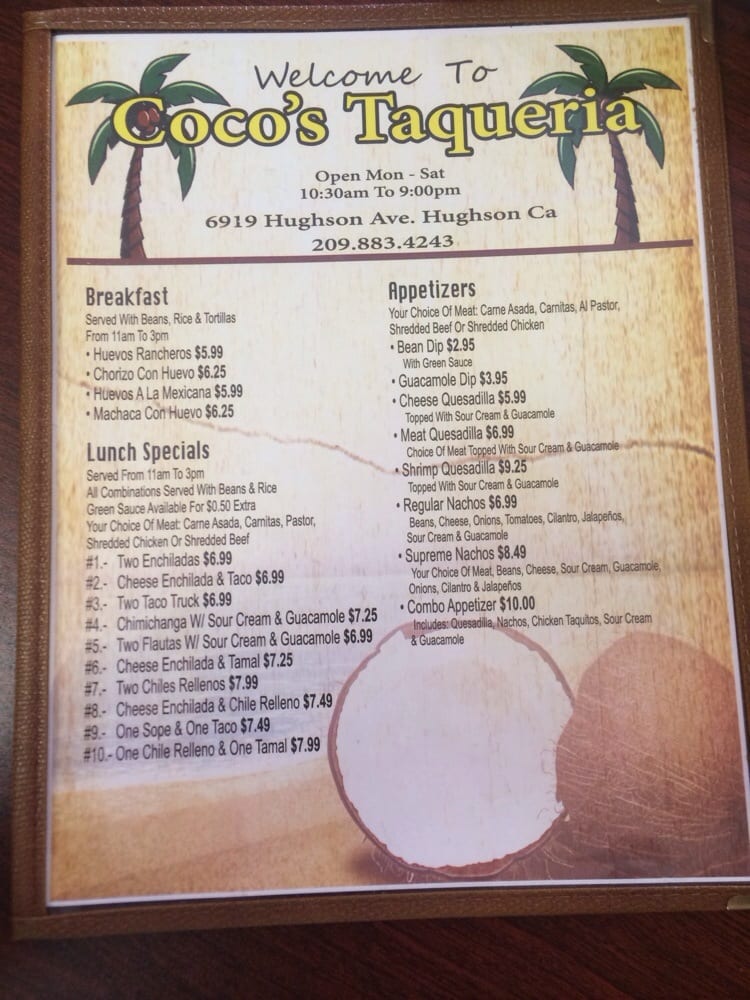 Welcome To
Coco's Taqueria
Open Mon - Sat
10:30am To 9:00pm
6919 Hughson Ave. Hughson Ca
209.883.4243
Breakfast
Served With Beans, Rice & Tortillas
From 11am To 3pm
• Huevos Rancheros $5.99
• Chorizo Con Huevo $6.25
• Huevos A La Mexicana $5.99
• Machaca Con Huevo $6.25
Lunch Specials
Served From 11am To 3pm
All Combinations Served With Beans & Rice
Green Sauce Available For $0.50 Extra
Your Choice Of Meat: Carne Asada, Carnitas, Pastor,
Shredded Chicken Or Shredded Beef
#1.- Two Enchiladas $6.99
#2.- Cheese Enchilada & Taco $6.99
#3.- Two Taco Truck $6.99
#4.- Chimichanga W/ Sour Cream & Guacamole $7.25
#5.- Two Flautas W/ Sour Cream & Guacamole $6.99
#6.- Cheese Enchilada & Tamal $7.25
#7.- Two Chiles Rellenos $7.99
#8.- Cheese Enchilada & Chile Relleno $7.49
#9.- One Sope & One Taco $7.49
#10.- One Chile Relleno & One Tamal $7.99
Appetizers
Your Choice Of Meat: Carne Asada, Carnitas, Al Pastor,
Shredded Beef Or Shredded Chicken
• Bean Dip $2.95
With Green Sauce
• Guacamole Dip $3.95
• Cheese Quesadilla $5.99
Topped With Sour Cream & Guacamole
• Meat Quesadilla $6.99
Choice Of Meat Topped With Sour Cream & Guacamole
• Shrimp Quesadilla $9.25
Topped With Sour Cream & Guacamole
• Regular Nachos $6.99
Beans, Cheese, Onions, Tomatoes, Cilantro, Jalapeños,
Sour Cream & Guacamole
• Supreme Nachos $8.49
Your Choice Of Meat, Beans, Cheese, Sour Cream, Guacamole,
Onions, Cilantro & Jalapeños
• Combo Appetizer $10.00
Includes: Quesadilla, Nachos, Chicken Taquitos, Sour Cream
& Guacamole